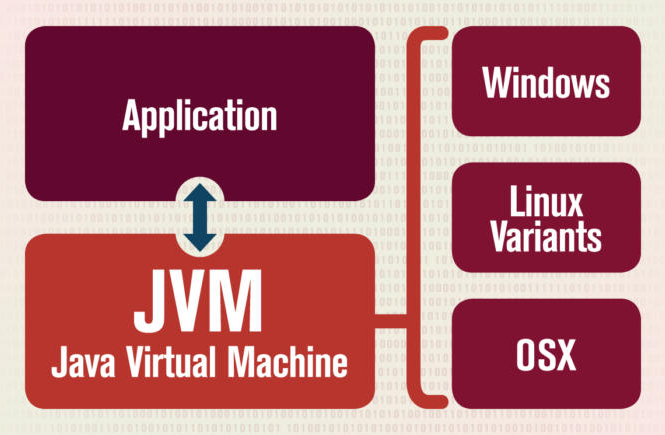 Application
JVM
Java Virtual Machine
Windows
Linux
Variants
OSX